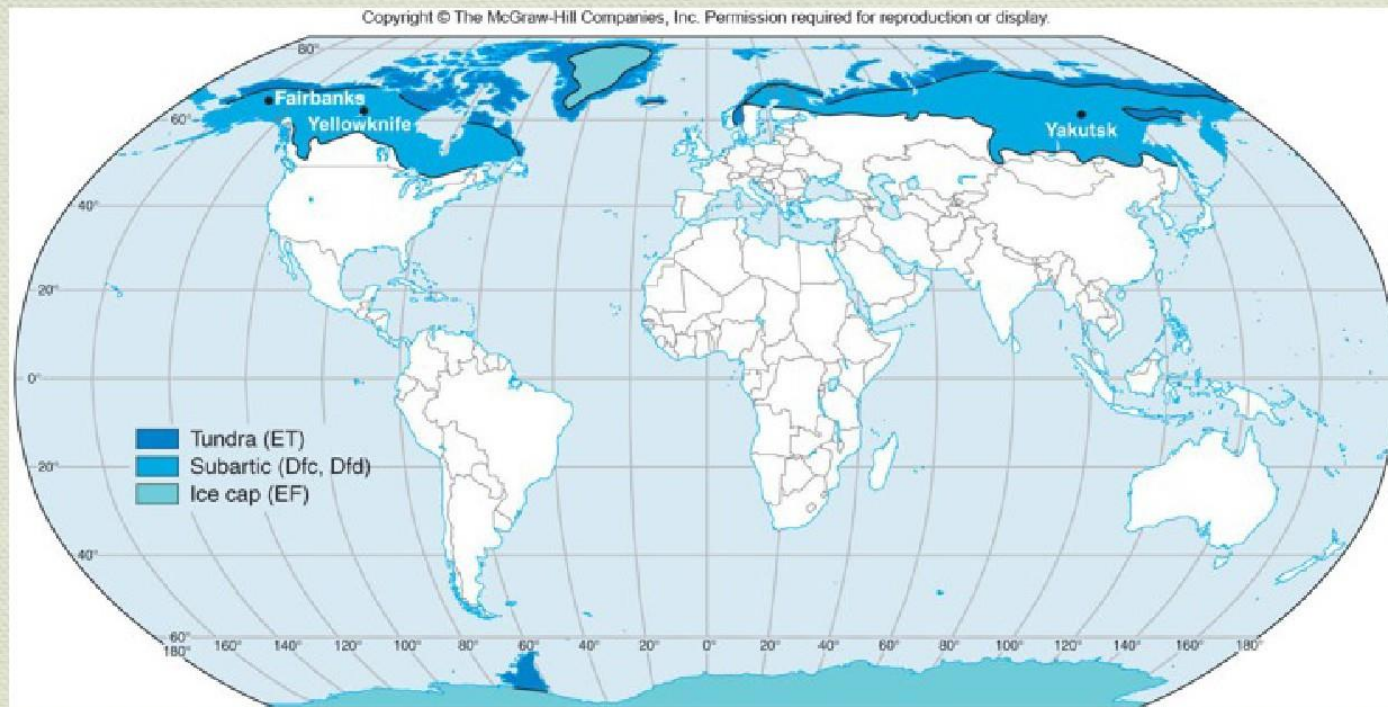 Copyright © The McGraw-Hill Companies, Inc. Permission required for reproduction or display.
80°
Fairbanks
60°
Yellowknife
Yakutsk
40°
20°
0°
Tundra (ET)
Subartic (Dfc, Dfd)
20°
Ice cap (EF)
40°
60°
180° 160° 140° 120° 100° 80° 60° 40° 20° 0° 20° 40° 60° 80° 100° 120° 140° 160° 180°